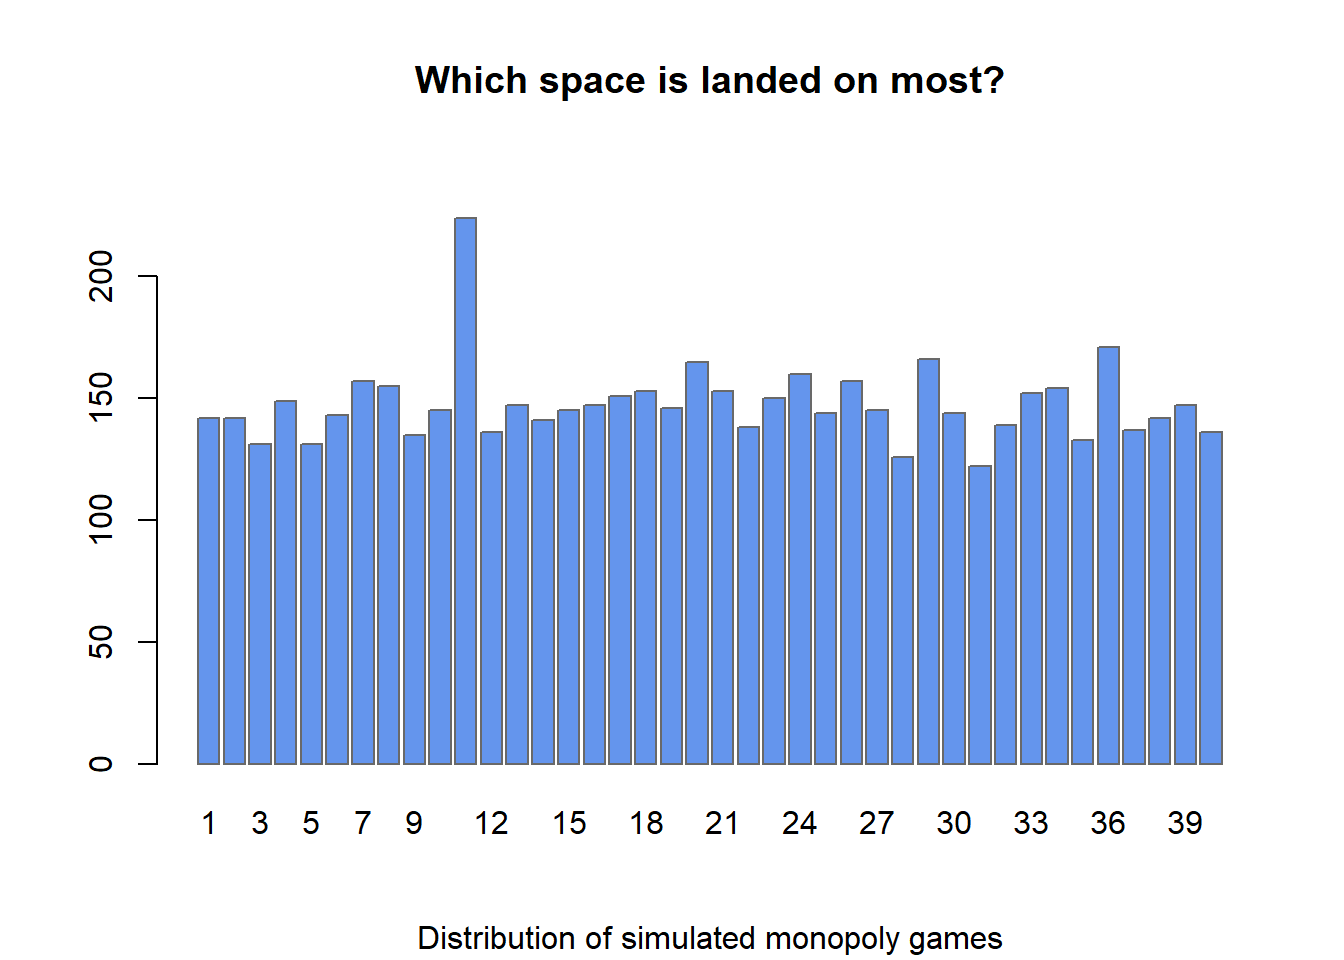 Which space is landed on most?
200
150
100
50
0
1 3 5 7 9 12 15 18 21 24 27 30 33 36 39
Distribution of simulated monopoly games